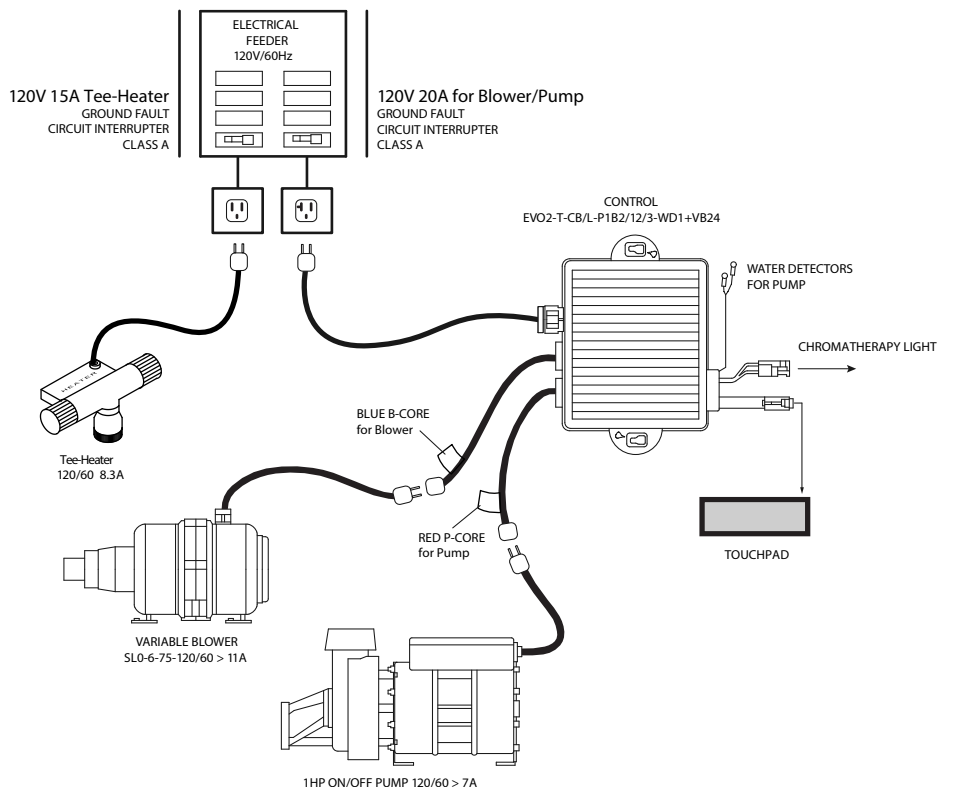 ELECTRICAL
FEEDER
120V/60Hz
120V 15A Tee-Heater
GROUND FAULT
CIRCUIT INTERRUPTER
CLASS A
120V 20A for Blower/Pump
GROUND FAULT
CIRCUIT INTERRUPTER
CLASS A
CONTROL
EVO2-T-CB/L-P1B2/12/3-WD1+VB24
WATER DETECTORS
FOR PUMP
CHROMATHERAPY LIGHT
HEATER
BLUE B-CORE
for Blower
Tee-Heater
120/60 8.3A
RED P-CORE
for Pump
TOUCHPAD
VARIABLE BLOWER
SL0-6-75-120/60 > 11A
1HP ON/OFF PUMP 120/60 > 7A